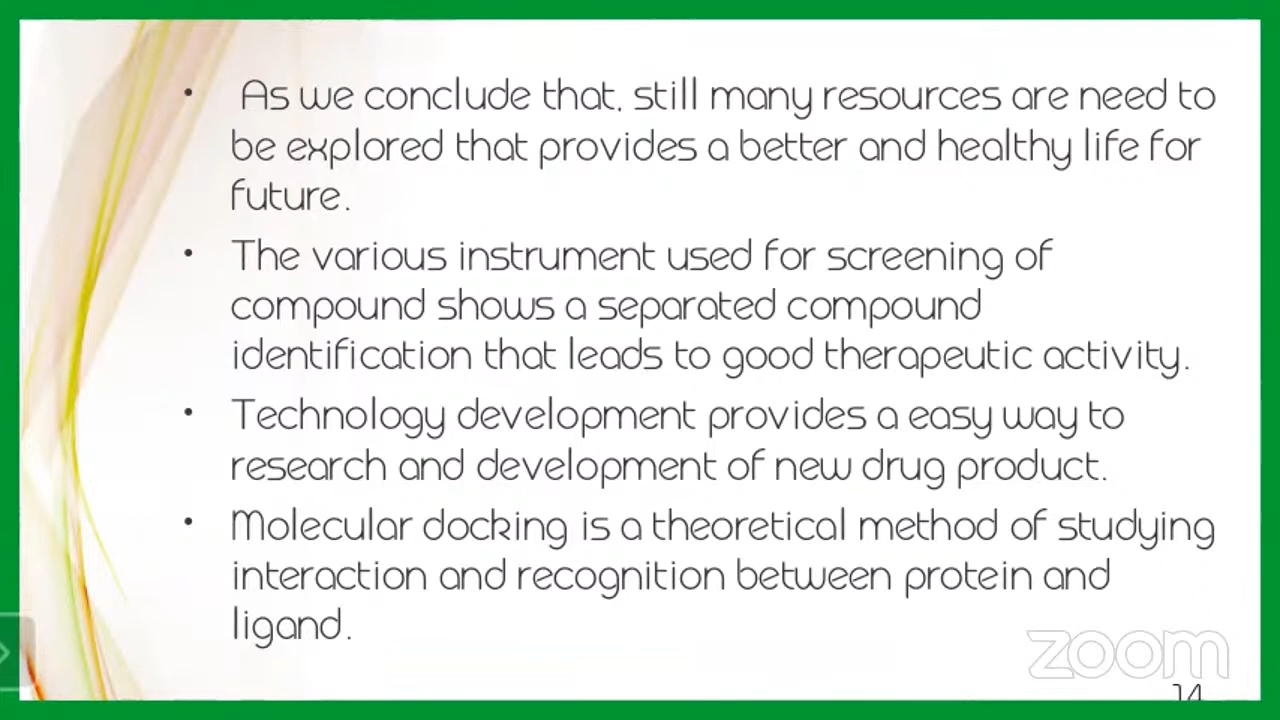 • As we conclude that, still many resources are need to
be explored that provides a better and healthy life for
future.
• The various instrument used for screening of
compound shows a separated compound
identification that leads to good therapeutic activity.
• Technology development provides a easy way to
research and development of new drug product.
• Molecular docking is a theoretical method of studying
interaction and recognition between protein and
ligand.
zoom
14